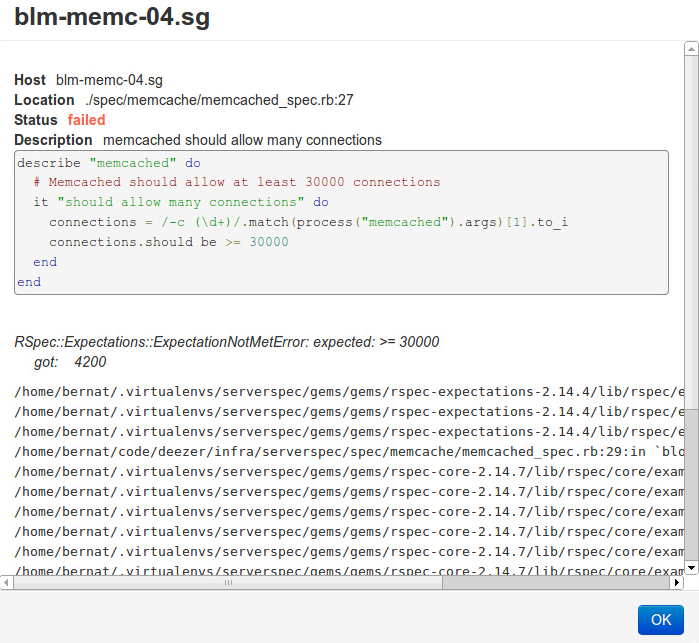 blm-memc-04.sg
Host blm-memc-04.sg
Location ./spec/memcache/memcached_spec.rb:27
Status failed
Description memcached should allow many connections
describe "memcached" do
# Memcached should allow at least 30000 connections
it "should allow many connections" do
connections = /-c (\d+)/.match(process("memcached").args)[1].to_i
connections.should be >= 30000
end
end
RSpec::Expectations::ExpectationNotMetError: expected: >= 30000
got: 4200
/home/bernat/.virtualenvs/serverspec/gems/gems/rspec-expectations-2.14.4/lib/rspec/e
/home/bernat/.virtualenvs/serverspec/gems/gems/rspec-expectations-2.14.4/lib/rspec/e
/home/bernat/.virtualenvs/serverspec/gems/gems/rspec-expectations-2.14.4/lib/rspec/e
/home/bernat/code/deezer/infra/serverspec/spec/memcache/memcached_spec.rb:29:in `blo
/home/bernat/.virtualenvs/serverspec/gems/gems/rspec-core-2.14.7/lib/rspec/core/exam
/home/bernat/.virtualenvs/serverspec/gems/gems/rspec-core-2.14.7/lib/rspec/core/exam
/home/bernat/.virtualenvs/serverspec/gems/gems/rspec-core-2.14.7/lib/rspec/core/exam
/home/bernat/.virtualenvs/serverspec/gems/gems/rspec-core-2.14.7/lib/rspec/core/exam
/home/bernat/.virtualenvs/serverspec/gems/gems/rspec-core-2.14.7/lib/rspec/core/exam
/home/bernat/.virtualenvs/serverspec/gems/gems/rspec-core-2.14.7/lib/rspec/core/exam
OK